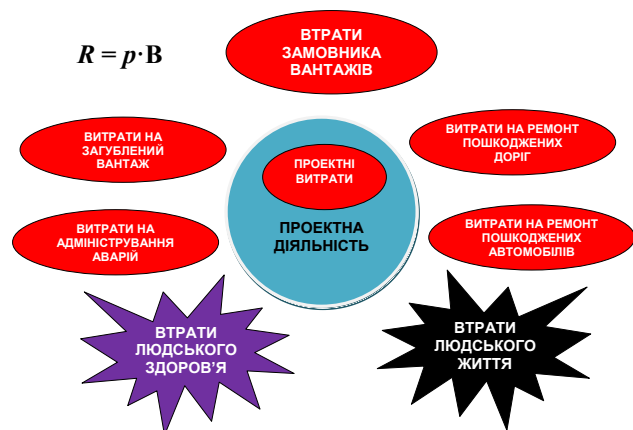 R = p·В
ВТРАТИ
ЗАМОВНИКА
ВАНТАЖІВ
ВИТРАТИ НА
ЗАГУБЛЕНИЙ
ВАНТАЖ
ПРОЕКТНІ
ВИТРАТИ
ВИТРАТИ НА РЕМОНТ
ПОШКОДЖЕНИХ
ДОРІГ
ВИТРАТИ НА
АДМІНІСТРУВАННЯ
АВАРІЙ
ПРОЕКТНА
ДІЯЛЬНІСТЬ
ВИТРАТИ НА РЕМОНТ
ПОШКОДЖЕНИХ
АВТОМОБІЛІВ
ВТРАТИ
ЛЮДСЬКОГО
ЗДОРОВ'Я
ВТРАТИ
ЛЮДСЬКОГО
ЖИТТЯ